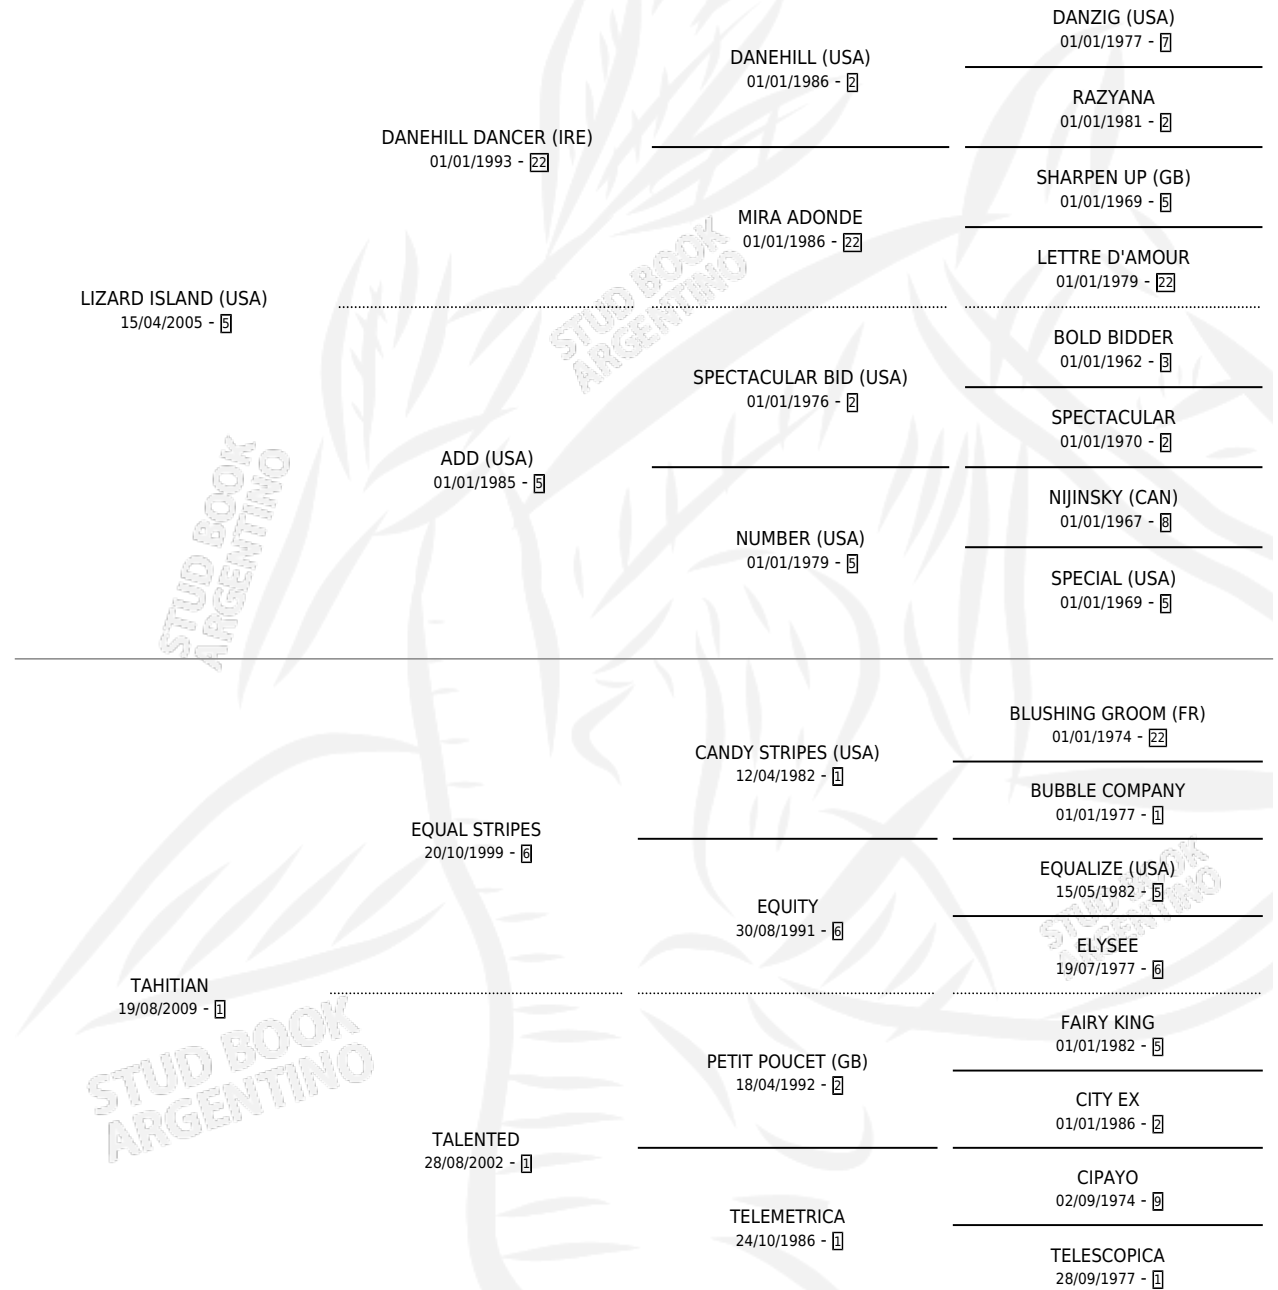 DANZIG (USA)
01/01/1977 - 7
DANEHILL (USA)
01/01/1986 - 2
RAZYANA
01/01/1981 - 2
DANEHILL DANCER (IRE)
01/01/1993 - 22
SHARPEN UP (GB)
01/01/1969 - 5
MIRA ADONDE
01/01/1986 - 22
LETTRE D'AMOUR
01/01/1979 - 22
LIZARD ISLAND (USA)
15/04/2005 - 5
BOLD BIDDER
01/01/1962 - 3
SPECTACULAR BID (USA)
01/01/1976 - 2
SPECTACULAR
01/01/1970 - 2
ADD (USA)
01/01/1985 - 5
NIJINSKY (CAN)
01/01/1967 - 8
NUMBER (USA)
01/01/1979 - 5
SPECIAL (USA)
01/01/1969 - 5
BLUSHING GROOM (FR)
01/01/1974 - 22
CANDY STRIPES (USA)
12/04/1982 - 1
BUBBLE COMPANY
01/01/1977 - 1
EQUAL STRIPES
20/10/1999 - 6
EQUALIZE (USA)
15/05/1982 - 5
EQUITY
30/08/1991 - 6
ELYSEE
19/07/1977 - 6
TAHITIAN
19/08/2009 - 1
FAIRY KING
01/01/1982 - 5
PETIT POUCET (GB)
18/04/1992 - 2
CITY EX
01/01/1986 - 2
TALENTED
28/08/2002 - 1
CIPAYO
02/09/1974 - 9
TELEMETRICA
24/10/1986 - 1
TELESCOPICA
28/09/1977 - 1
STUD BOOK
ARGENTINO
STUD BOOK
ARGENTINO
STUD BOOK
ARGENTINO
STUD BOOK
ARGENTINO